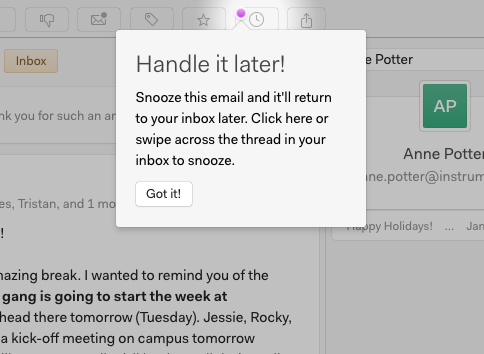 Inbox
Handle it later!
Snooze this email and it'll return
to your inbox later. Click here or
swipe across the thread in your
inbox to snooze.
Got it!
e Potter
AP
Anne Potter
ne.potter@instrum
Happy Holidays! ... Jan
nk you for such an am
es, Tristan, and 1 mo
!
nazing break. I wanted to remind you of the
gang is going to start the week at
head there tomorrow (Tuesday). Jessie, Rocky,
a kick-off meeting on campus tomorrow